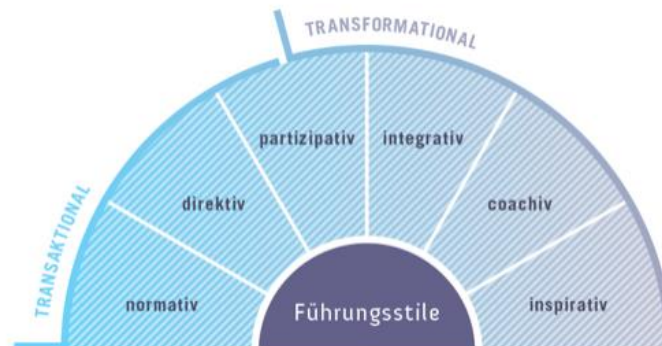 TRANSFORMATIONAL
TRANSAKTIONAL
partizipativ
integrativ
direktiv
coachiv
normativ
inspirativ
Führungsstile